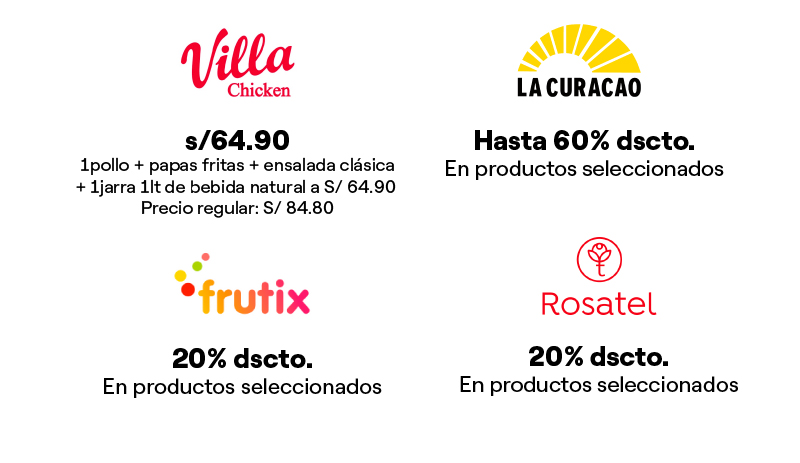 Villa
Chicken
s/64.90
1pollo + papas fritas + ensalada clásica
+ 1jarra 1lt de bebida natural a S/ 64.90
Precio regular: S/ 84.80
LA CURACAO
Hasta 60% dscto.
En productos seleccionados
frutix
20% dscto.
En productos seleccionados
Rosatel
20% dscto.
En productos seleccionados